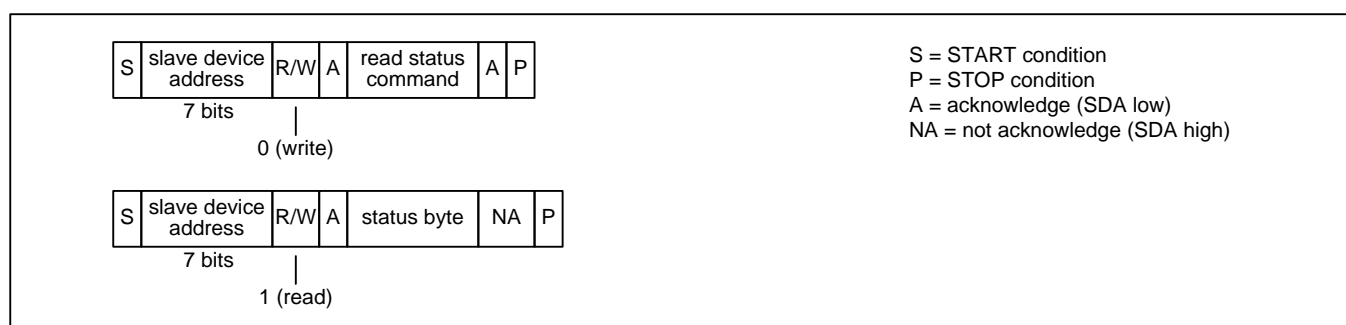 S
slave device
address
R/W
A
read status
command
A
P
7 bits
0 (write)
S
slave device
address
R/W
A
status byte
NA
P
7 bits
1 (read)
S = START condition
P = STOP condition
A = acknowledge (SDA low)
NA = not acknowledge (SDA high)